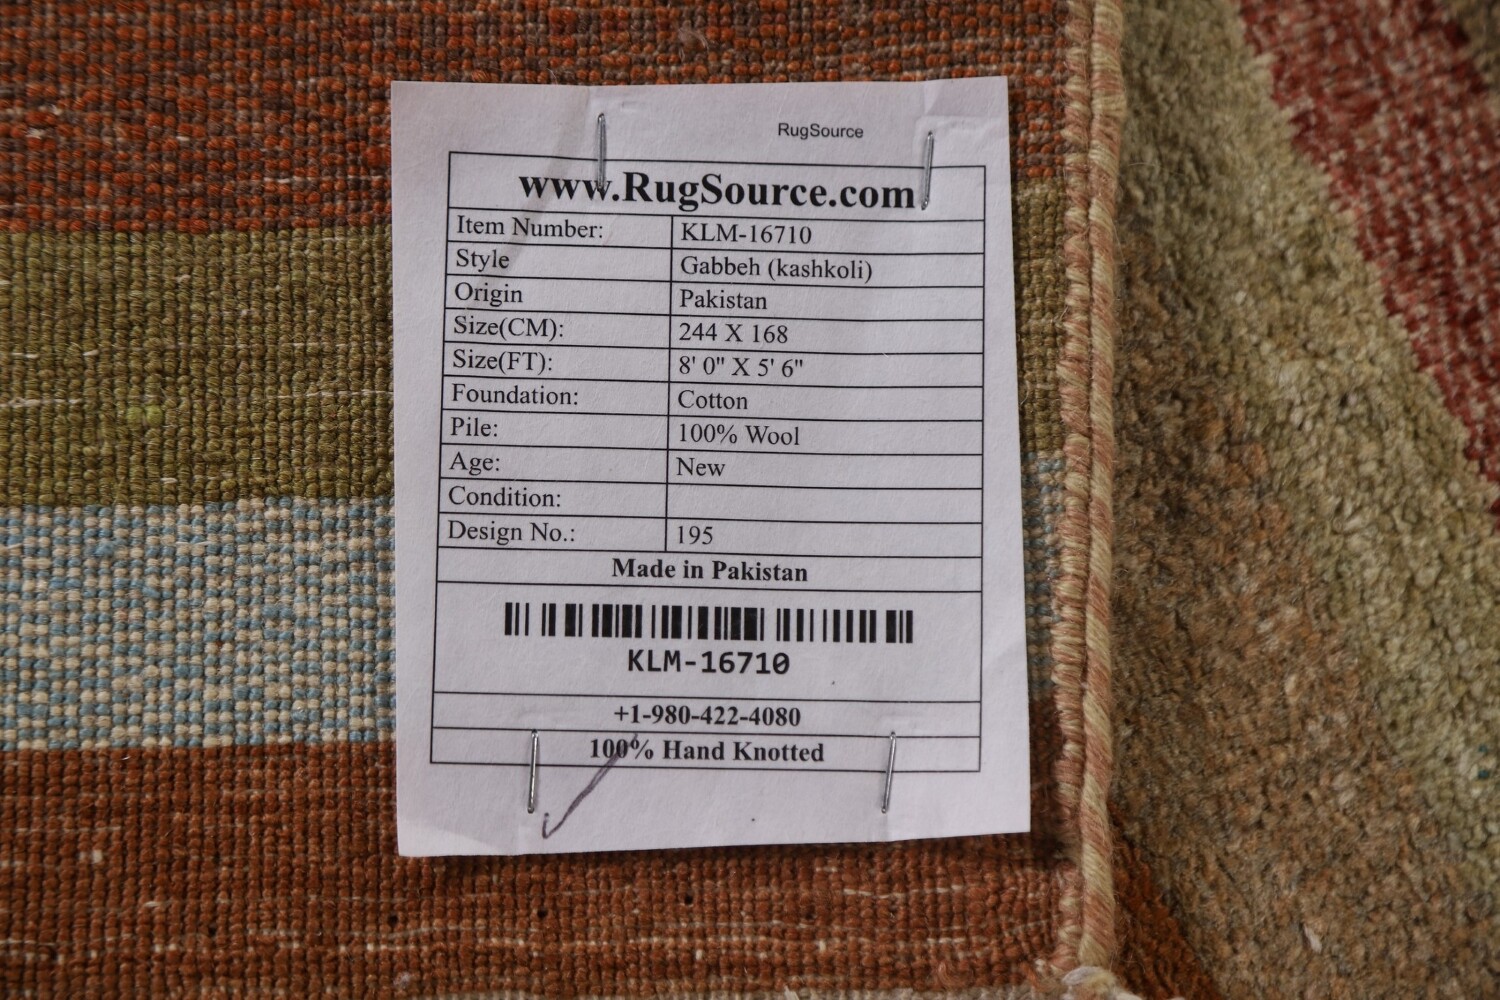 RugSource
www.RugSource.com
Item Number: KLM-16710
Style Gabbeh (kashkoli)
Origin Pakistan
Size(CM): 244 X 168
Size(FT): 8' 0" X 5' 6"
Foundation: Cotton
Pile: 100% Wool
Age: New
Condition:
Design No.: 195
Made in Pakistan
KLM-16710
+1-980-422-4080
100% Hand Knotted